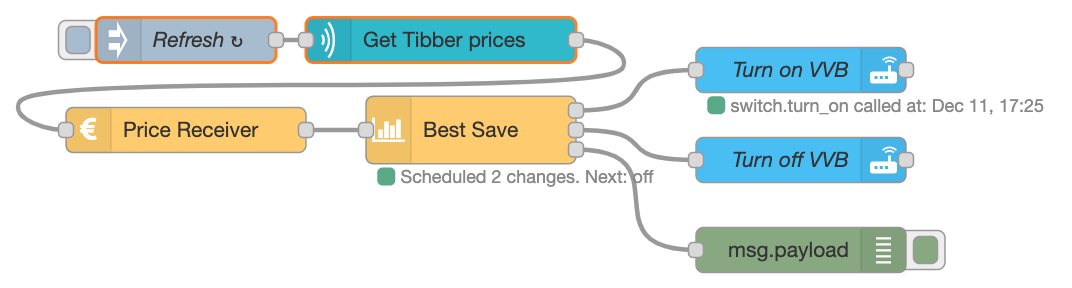 Refresh ↻
Get Tibber prices
Turn on VVB
switch.turn_on called at: Dec 11, 17:25
€ Price Receiver
Best Save
Scheduled 2 changes. Next: off
Turn off VVB
msg.payload